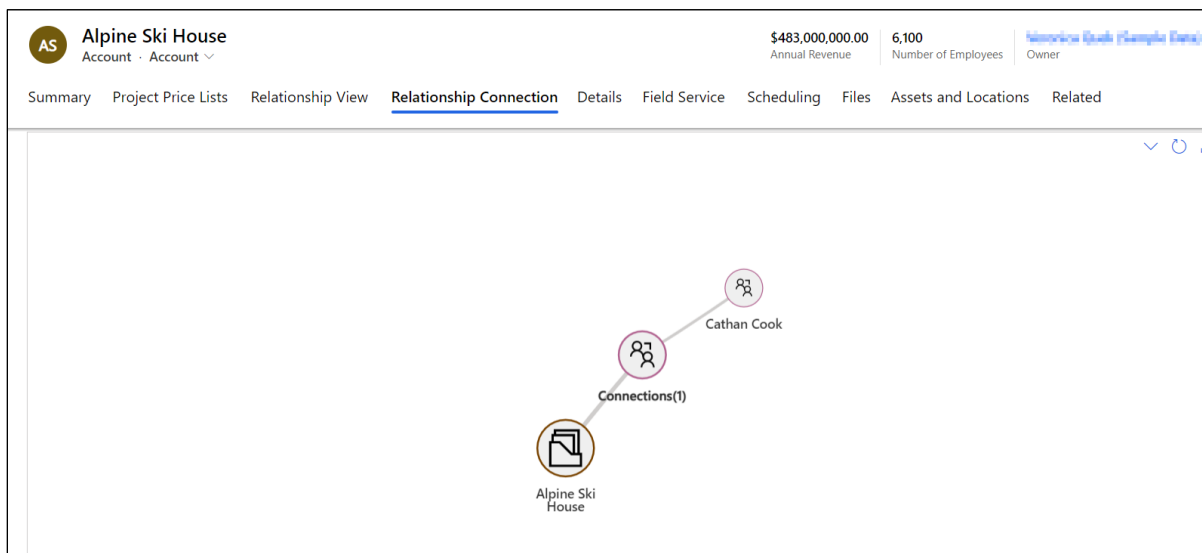 AS
Alpine Ski House
Account · Account
$483,000,000.00
Annual Revenue
6,100
Number of Employees
Owner
Summary Project Price Lists Relationship View Relationship Connection Details Field Service Scheduling Files Assets and Locations Related
Cathan Cook
Connections(1)
Alpine Ski
House